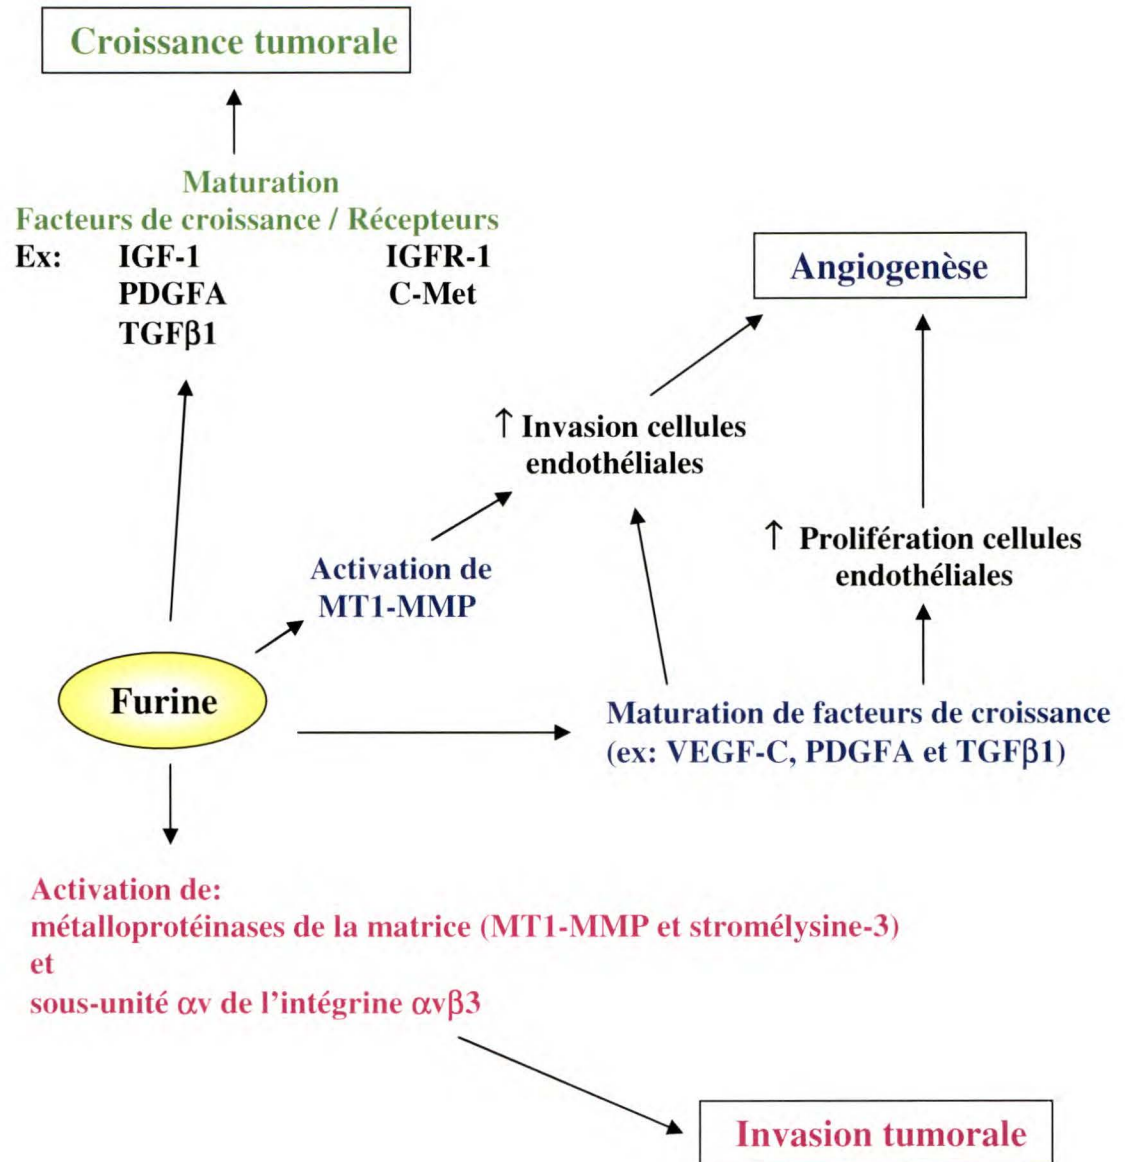 Croissance tumorale
Maturation
Facteurs de croissance / Récepteurs
Ex: IGF-1 IGFR-1
PDGFA C-Met
TGFβ1
Angiogenèse
↑ Invasion cellules
endothéliales
↑ Prolifération cellules
endothéliales
Activation de
MT1-MMP
Furine
Maturation de facteurs de croissance
(ex: VEGF-C, PDGFA et TGFβ1)
Activation de:
métalloprotéinases de la matrice (MT1-MMP et stromélysine-3)
et
sous-unité αv de l'intégrine αvβ3
Invasion tumorale